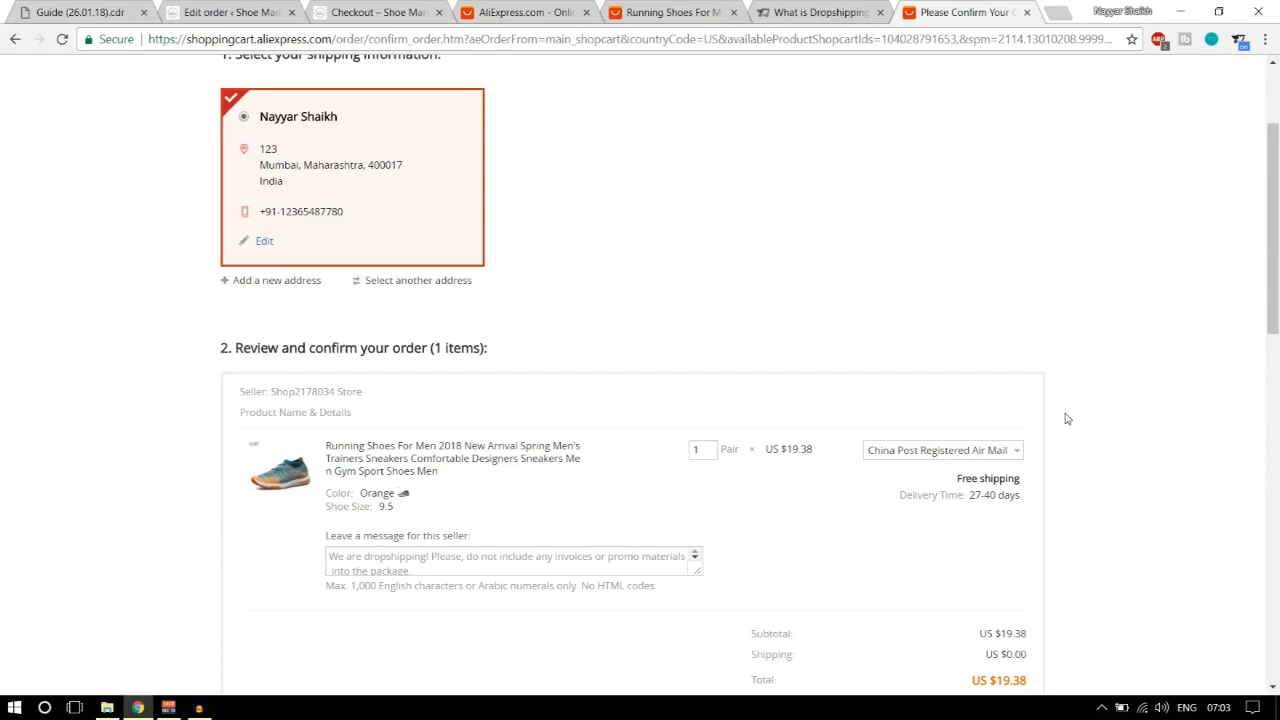 Guide (26.01.18).cdr
Edit order ‹ Shoe Mark
Checkout – Shoe Mark
AliExpress.com - Onlin
Running Shoes For M
What is Dropshipping
Please Confirm Your O
Nayyar Shaikh
Secure
https://shoppingcart.aliexpress.com/order/confirm_order.htm?aeOrderFrom=main_shopcart&countryCode=US&availableProductShopcartIds=104028791653,&spm=2114.13010208.9999...
1. Select your shipping information:
Nayyar Shaikh
123
Mumbai, Maharashtra, 400017
India
+91-12365487780
Edit
Add a new address
Select another address
2. Review and confirm your order (1 items):
Seller: Shop2178034 Store
Product Name & Details
Running Shoes For Men 2018 New Arrival Spring Men's
Trainers Sneakers Comfortable Designers Sneakers Me
n Gym Sport Shoes Men
1 Pair × US $19.38
China Post Registered Air Mail
Free shipping
Delivery Time: 27-40 days
Color: Orange
Shoe Size: 9.5
Leave a message for this seller:
We are dropshipping! Please, do not include any invoices or promo materials
into the package.
Max. 1,000 English characters or Arabic numerals only. No HTML codes.
Subtotal: US $19.38
Shipping: US $0.00
Total: US $19.38
ENG 07:03